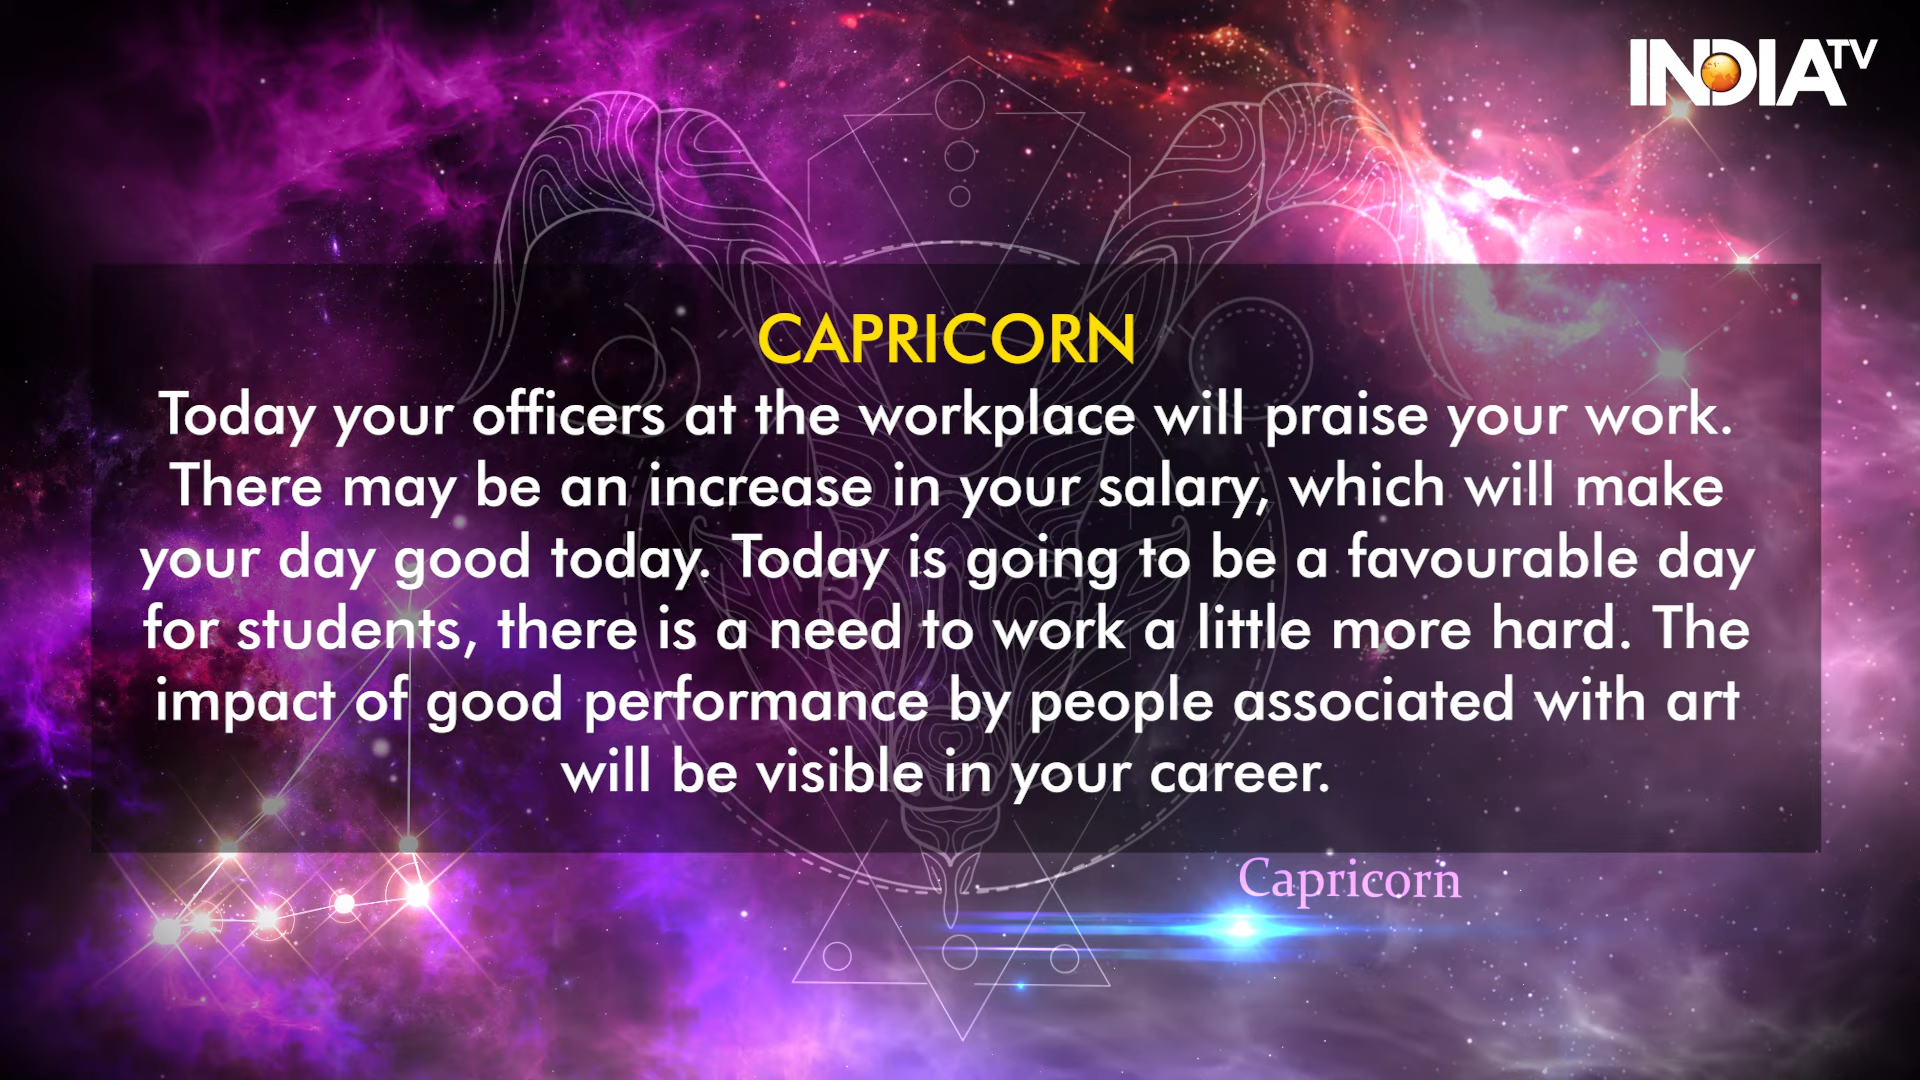 INDIA TV
CAPRICORN
Today your officers at the workplace will praise your work.
There may be an increase in your salary, which will make
your day good today. Today is going to be a favourable day
for students, there is a need to work a little more hard. The
impact of good performance by people associated with art
will be visible in your career.
Capricorn